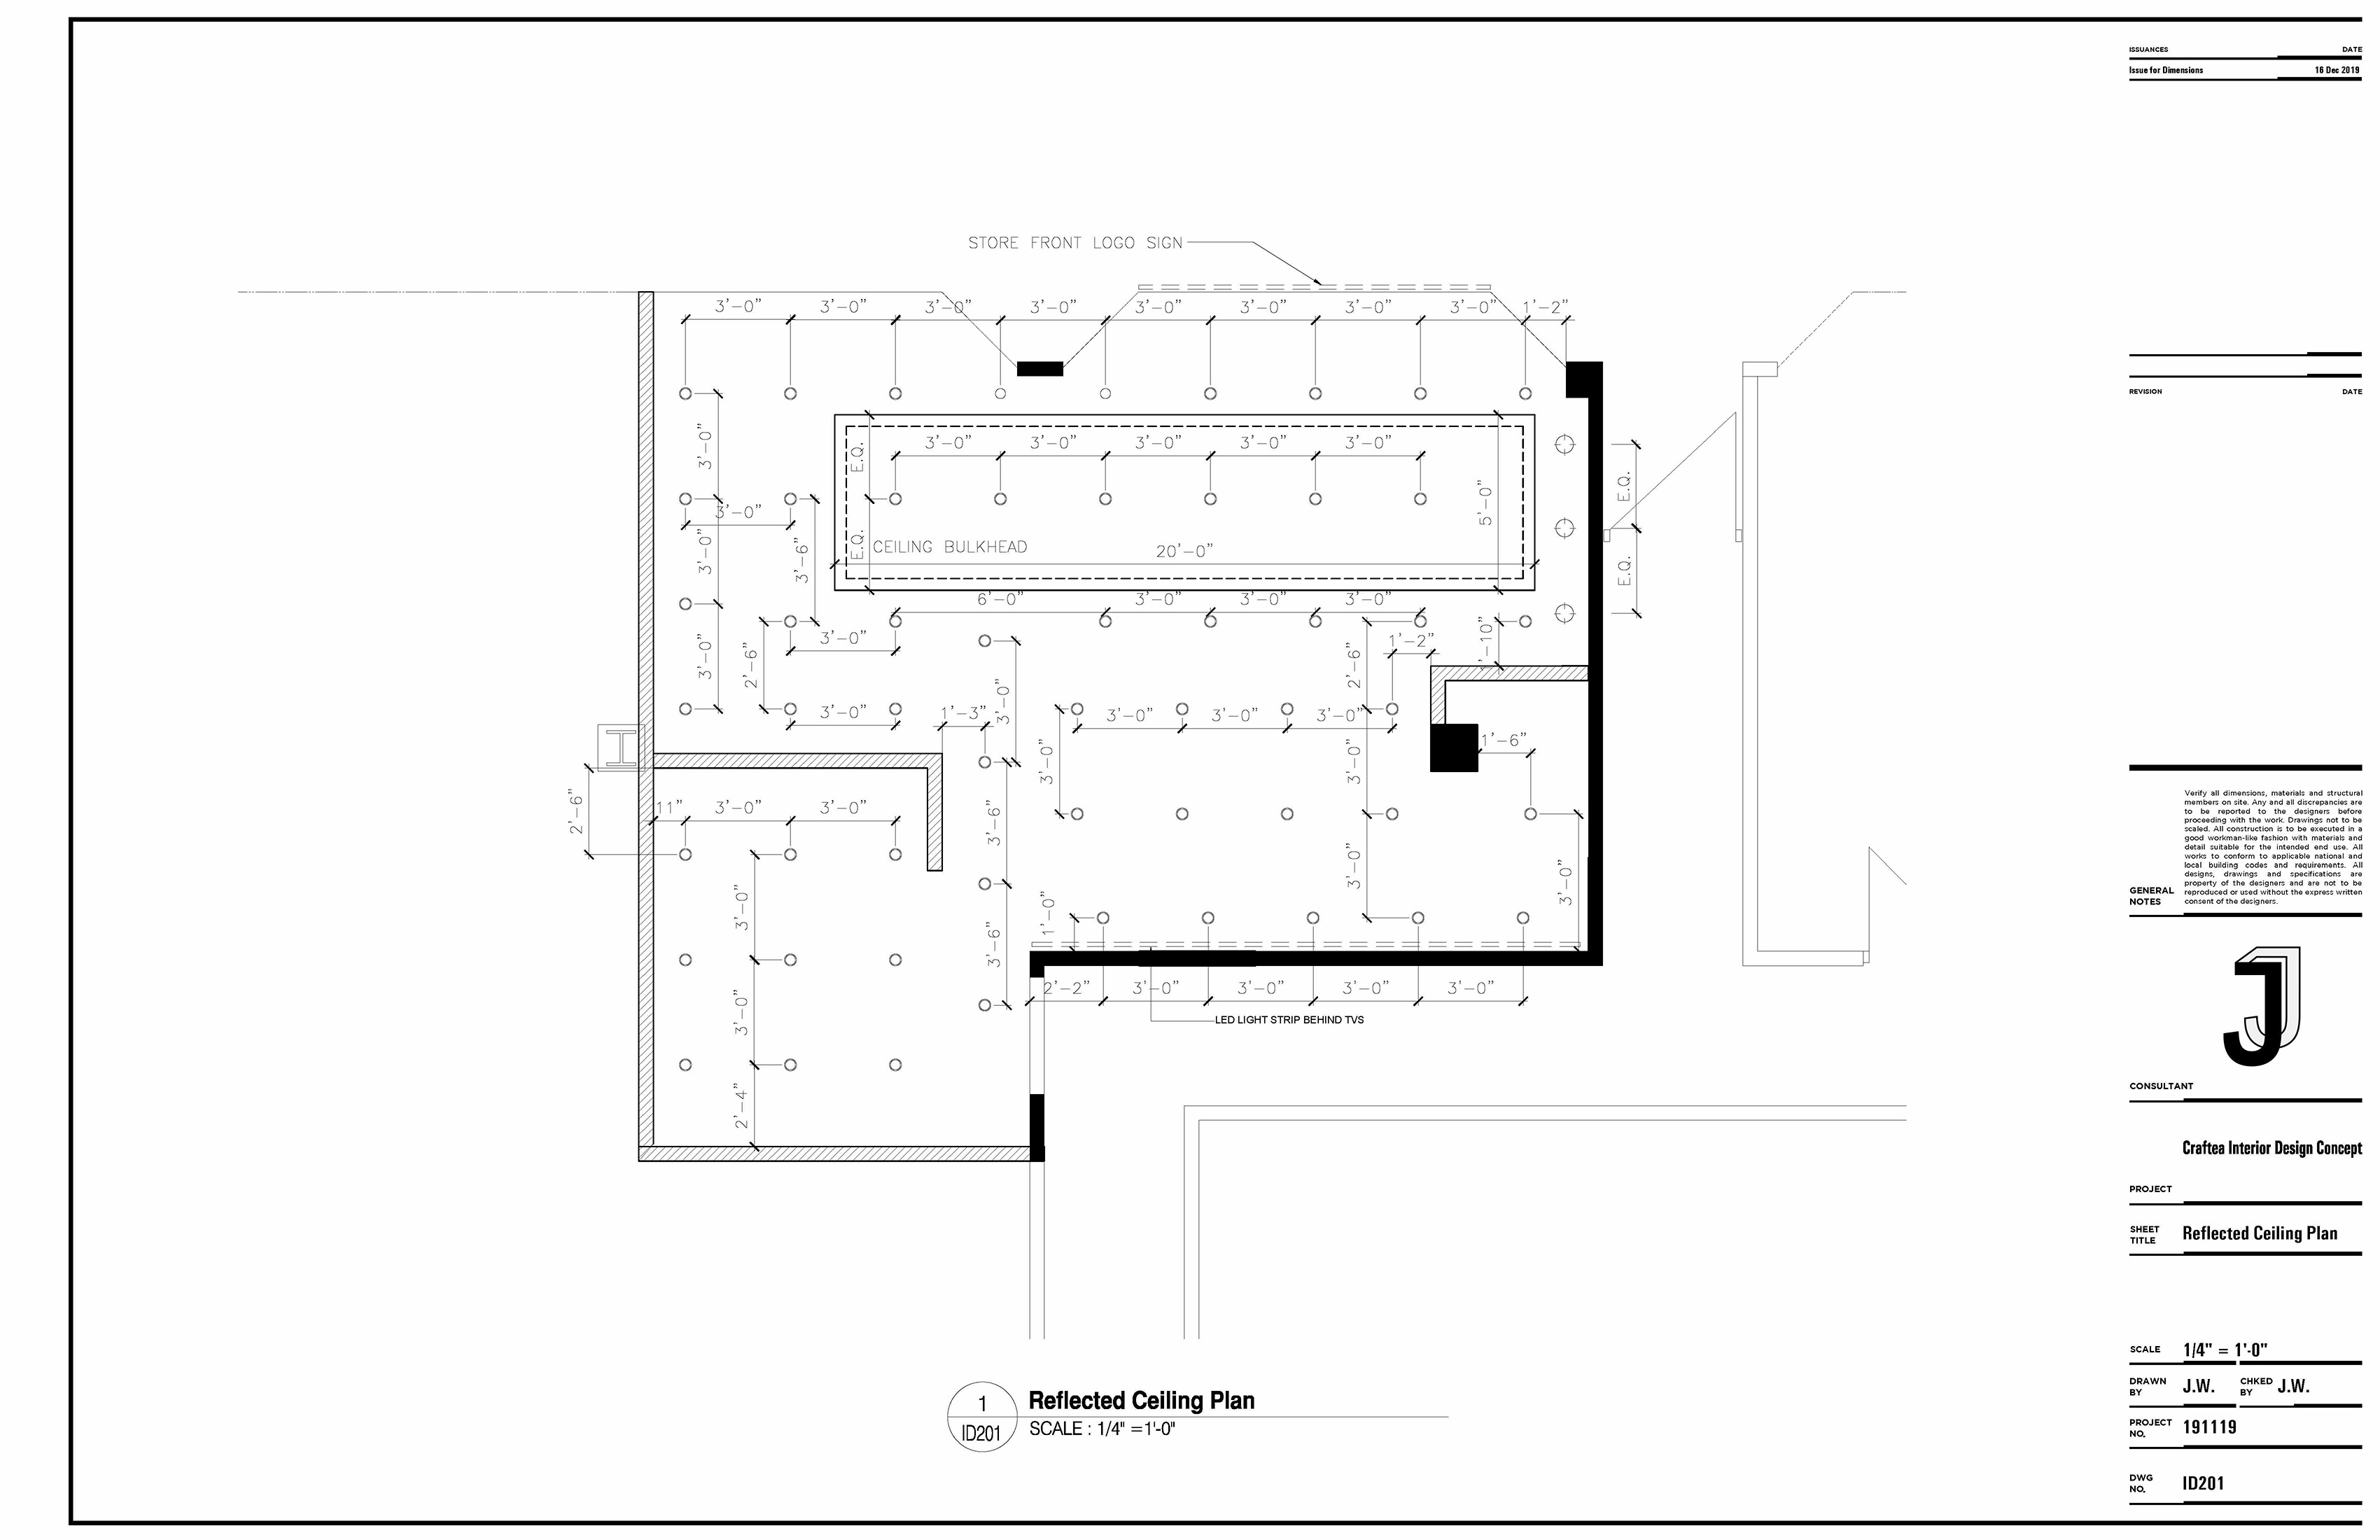 ISSUANCES DATE
Issue for Dimensions 16 Dec 2019
STORE FRONT LOGO SIGN
3'-0" 3'-0" 3'-0" 3'-0" 3'-0" 3'-0" 3'-0" 3'-0" 1'-2"
REVISION DATE
3'-0"
E.Q.
3'-0" 3'-0" 3'-0" 3'-0" 3'-0"
E.Q.
5'-0"
3'-0"
3'-0"
3'-6"
E.Q.
CEILING BULKHEAD
20'-0"
E.Q.
6'-0" 3'-0" 3'-0" 3'-0"
3'-0"
2'-6"
3'-0"
2'-6"
1'-2"
3'-0"
3'-0"
1'-3"
3'-0" 3'-0" 3'-0"
3'-0"
3'-0"
1'-6"
2'-6"
11" 3'-0" 3'-0"
3'-6"
3'-0"
3'-0"
3'-0"
1'-0"
3'-6"
3'-0"
2'-4"
2'-2" 3'-0" 3'-0" 3'-0" 3'-0"
LED LIGHT STRIP BEHIND TVS
1
ID201
Reflected Ceiling Plan
SCALE : 1/4" =1'-0"
GENERAL
NOTES
Verify all dimensions, materials and structural
members on site. Any and all discrepancies are
to be reported to the designers before
proceeding with the work. Drawings not to be
scaled. All construction is to be executed in a
good workman-like fashion with materials and
detail suitable for the intended end use. All
works to conform to applicable national and
local building codes and requirements. All
designs, drawings and specifications are
property of the designers and are not to be
reproduced or used without the express written
consent of the designers.
CONSULTANT
Craftea Interior Design Concept
PROJECT
SHEET
TITLE
Reflected Ceiling Plan
SCALE 1/4" = 1'-0"
DRAWN
BY
J.W.
CHKED
BY
J.W.
PROJECT
NO.
191119
DWG
NO.
ID201